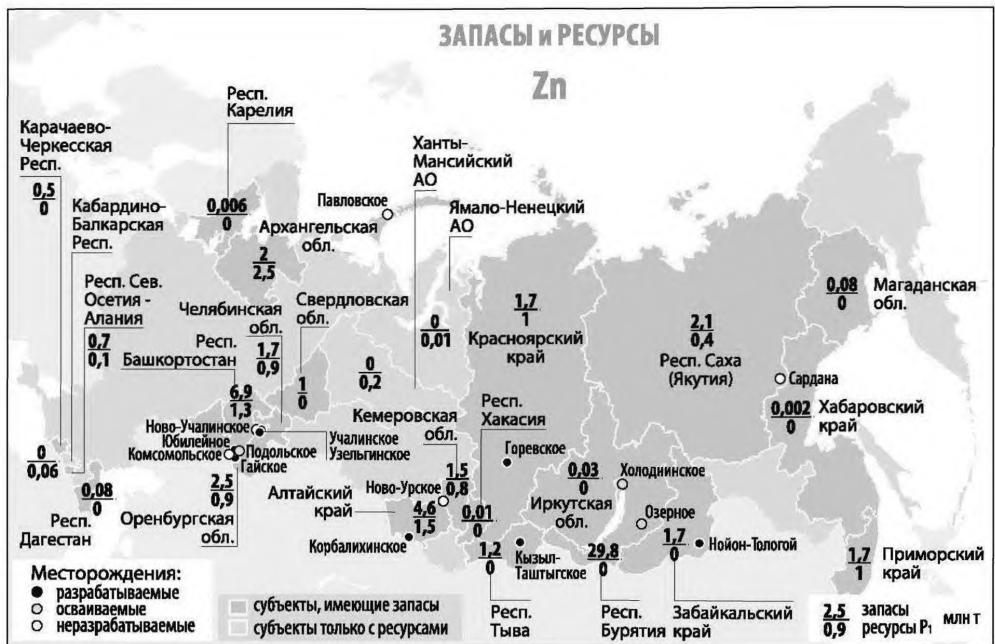 ЗАПАСЫ и РЕСУРСЫ
Zn
Респ.
Карелия
0,006
0
Карачаево-
Черкесская
Респ.
0,5
0
Кабардино-
Балкарская
Респ.
Респ. Сев.
Осетия -
Алания
0,7
0,1
Архангельская
обл.
2
2,5
Павловское
Ханты-
Мансийский
АО
Ямало-Ненецкий
АО
0
0,01
Челябинская
обл.
1,7
0,9
Свердловская
обл.
1
0
Респ.
Башкортостан
6,9
1,3
0
0,2
1,7
1
Красноярский
край
2,1
0,4
Респ. Саха
(Якутия)
0,08
0
Магаданская
обл.
Сардана
0,002
0
Хабаровский
край
Ново-Учалинское
Юбилейное
Комсомольское
Подольское
Гайское
Учалинское
Узельгинское
0
0,06
0,08
0
Респ.
Дагестан
2,5
0,9
Оренбургская
обл.
Кемеровская
обл.
1,5
0,8
Ново-Урское
Алтайский
край
4,6
1,5
Корбалихинское
Респ.
Хакасия
0,01
0
Горевское
0,03
0
Иркутская
обл.
Холоднинское
Озерное
1,2
0
Респ.
Тыва
Кызыл-
Таштыгское
29,8
0
Респ.
Бурятия
1,7
0
Забайкальский
край
Нойон-Тологой
1,7
1
Приморский
край
Месторождения:
разрабатываемые
осваиваемые
неразрабатываемые
субъекты, имеющие запасы
субъекты только с ресурсами
2,5 запасы
0,9 ресурсы P₁
млн т